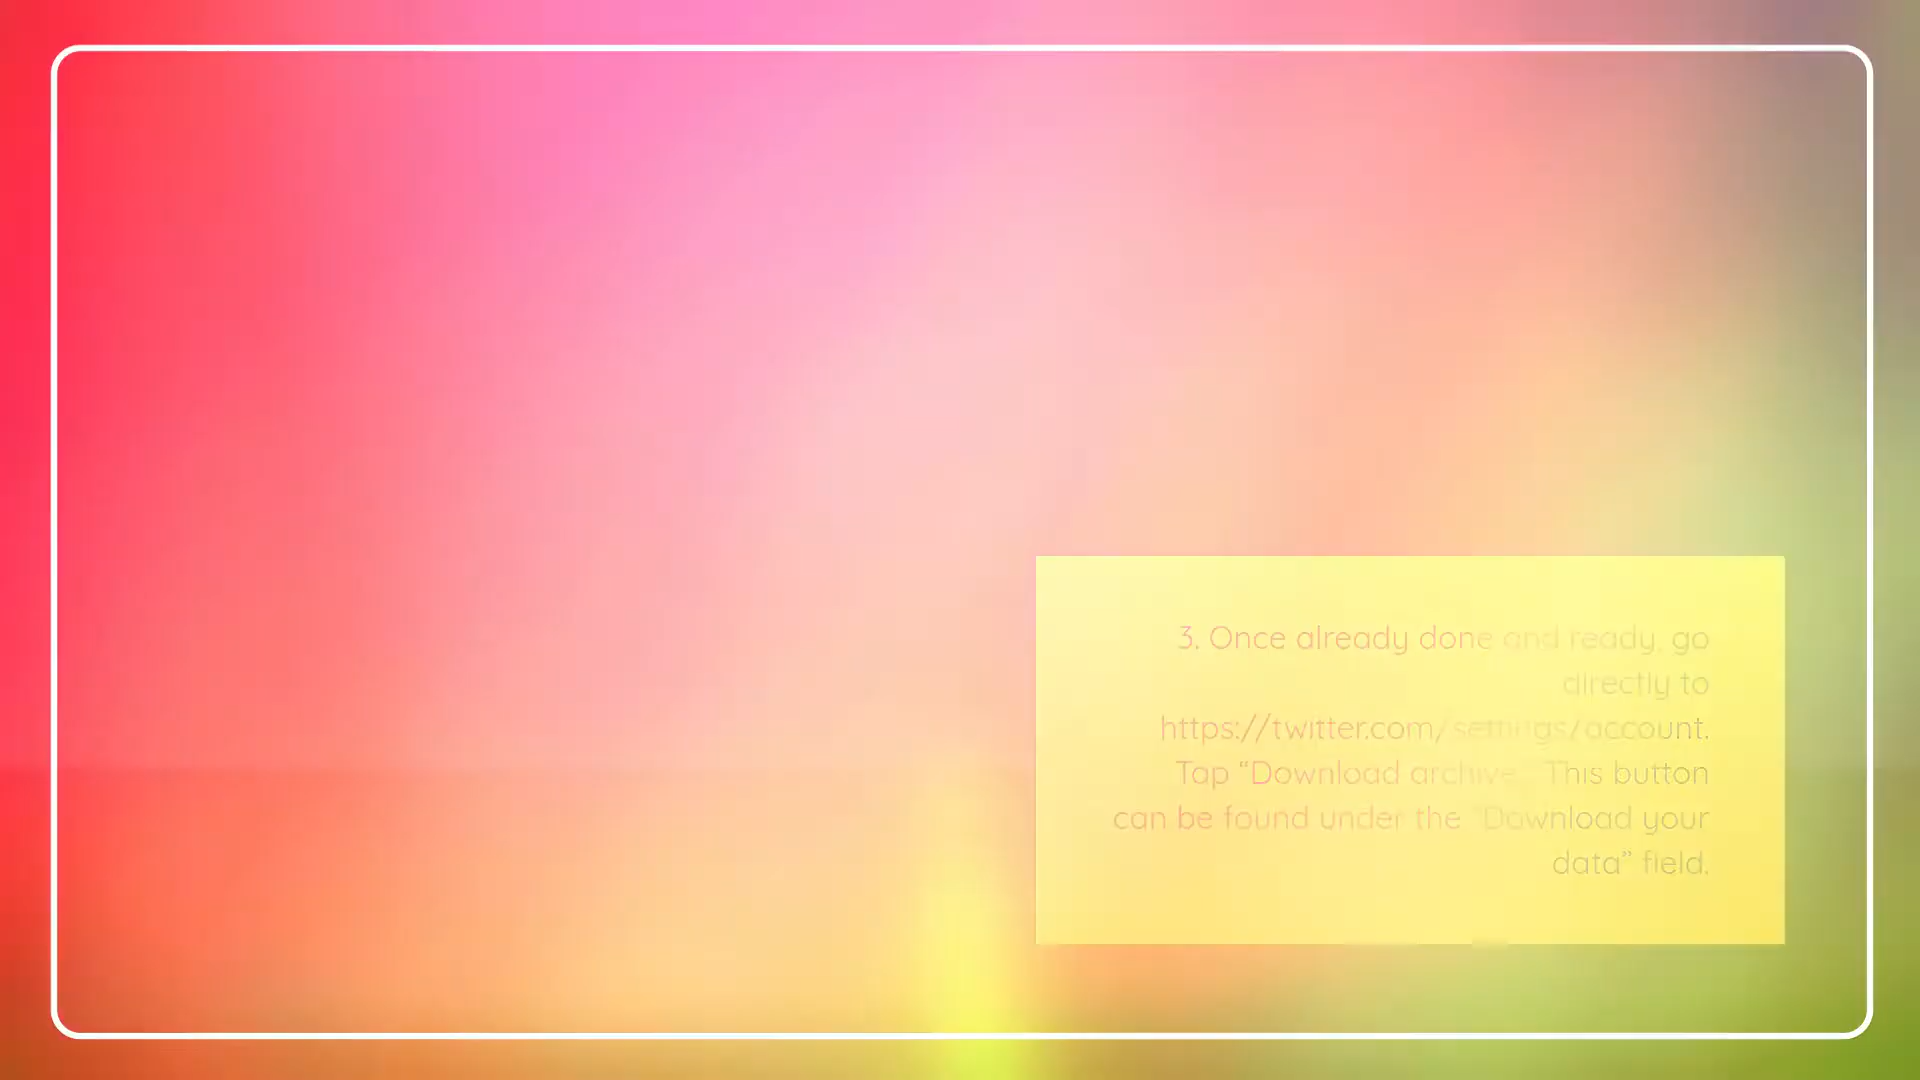 3. Once already done and ready, go
directly to
https://twitter.com/settings/account.
Tap “Download archive.” This button
can be found under the “Download your
data” field.